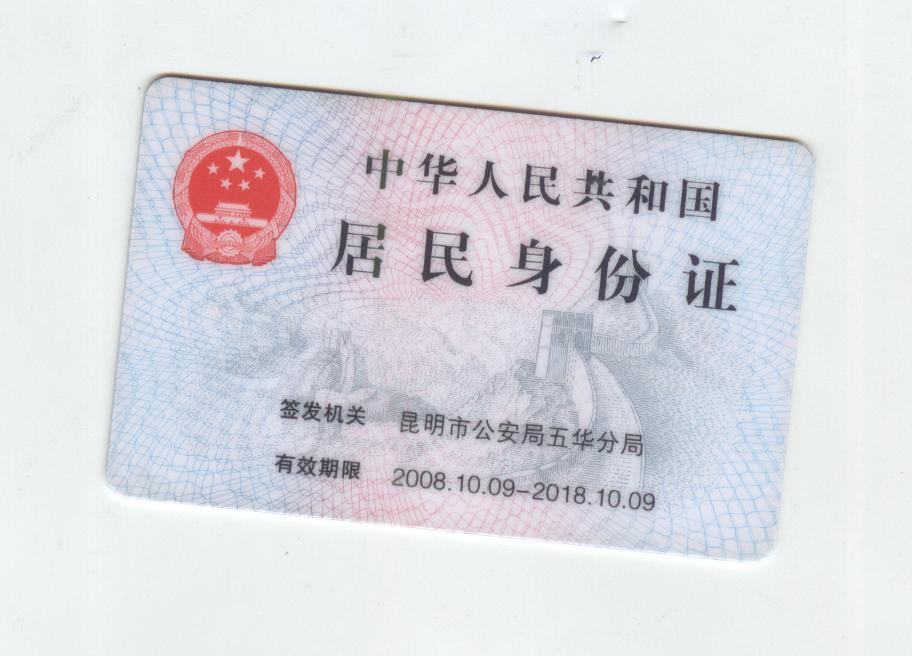 中华人民共和国
居民身份证
签发机关 昆明市公安局五华分局
有效期限 2008.10.09-2018.10.09